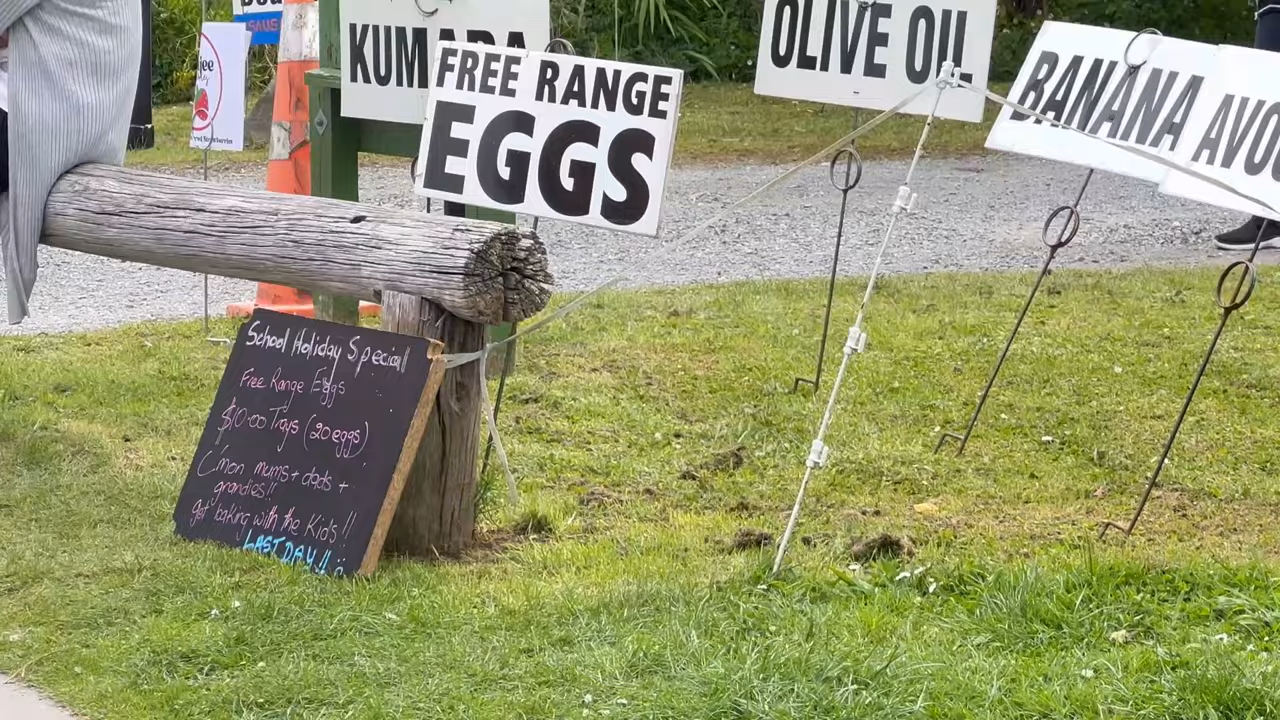 SAUS
KUMARA
FREE RANGE
EGGS
OLIVE OIL
BANANA
AVO
School Holiday Special!
Free Range Eggs
$10.00 Trays (20 eggs)
C'mon mums + dads +
grandies!!
get baking with the Kids!!
LAST DAY!!